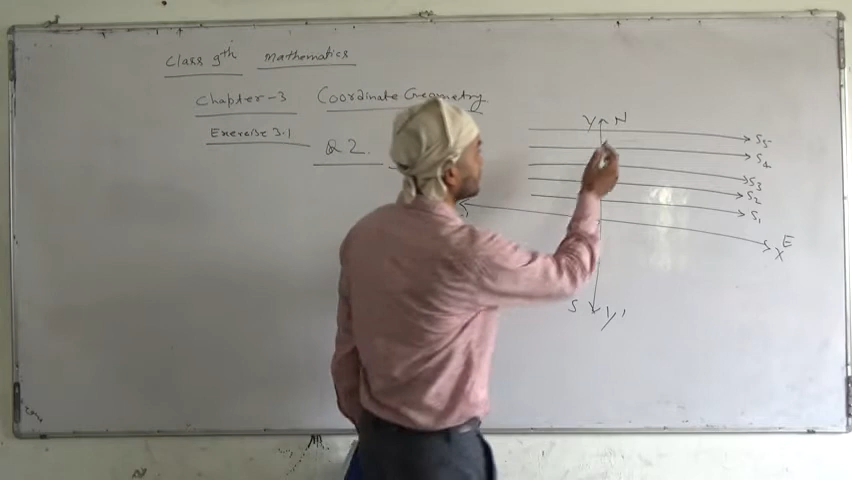 Class 9th Mathematics
Chapter-3 Coordinate Geometry
Exercise 3.1
Q 2.
Y N
S5
S4
S3
S2
S1
E
X
S Y'